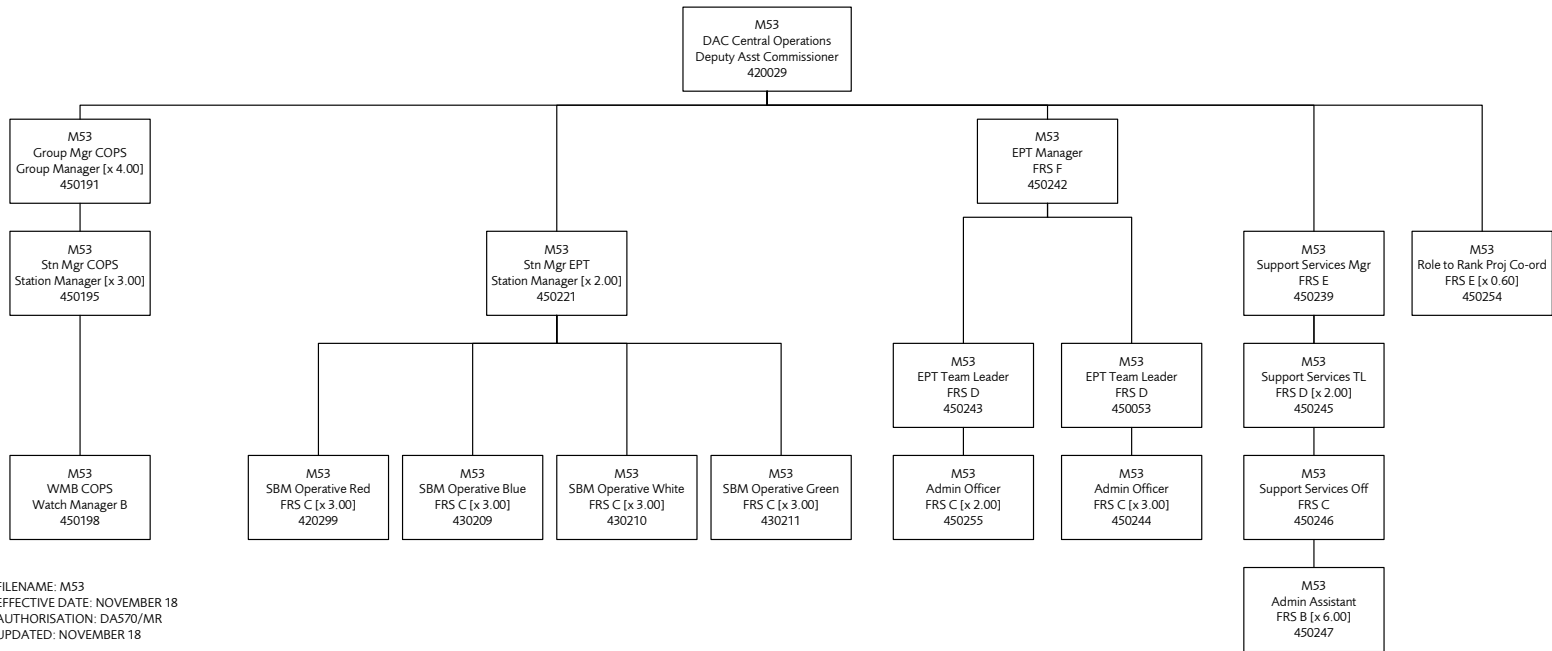 M53
DAC Central Operations
Deputy Asst Commissioner
420029
M53
Group Mgr COPS
Group Manager [x 4.00]
450191
M53
EPT Manager
FRS F
450242
M53
Stn Mgr COPS
Station Manager [x 3.00]
450195
M53
Stn Mgr EPT
Station Manager [x 2.00]
450221
M53
Support Services Mgr
FRS E
450239
M53
Role to Rank Proj Co-ord
FRS E [x 0.60]
450254
M53
EPT Team Leader
FRS D
450243
M53
EPT Team Leader
FRS D
450053
M53
Support Services TL
FRS D [x 2.00]
450245
M53
WMB COPS
Watch Manager B
450198
M53
SBM Operative Red
FRS C [x 3.00]
420299
M53
SBM Operative Blue
FRS C [x 3.00]
430209
M53
SBM Operative White
FRS C [x 3.00]
430210
M53
SBM Operative Green
FRS C [x 3.00]
430211
M53
Admin Officer
FRS C [x 2.00]
450255
M53
Admin Officer
FRS C [x 3.00]
450244
M53
Support Services Off
FRS C
450246
M53
Admin Assistant
FRS B [x 6.00]
450247
FILENAME: M53
EFFECTIVE DATE: NOVEMBER 18
AUTHORISATION: DA570/MR
UPDATED: NOVEMBER 18